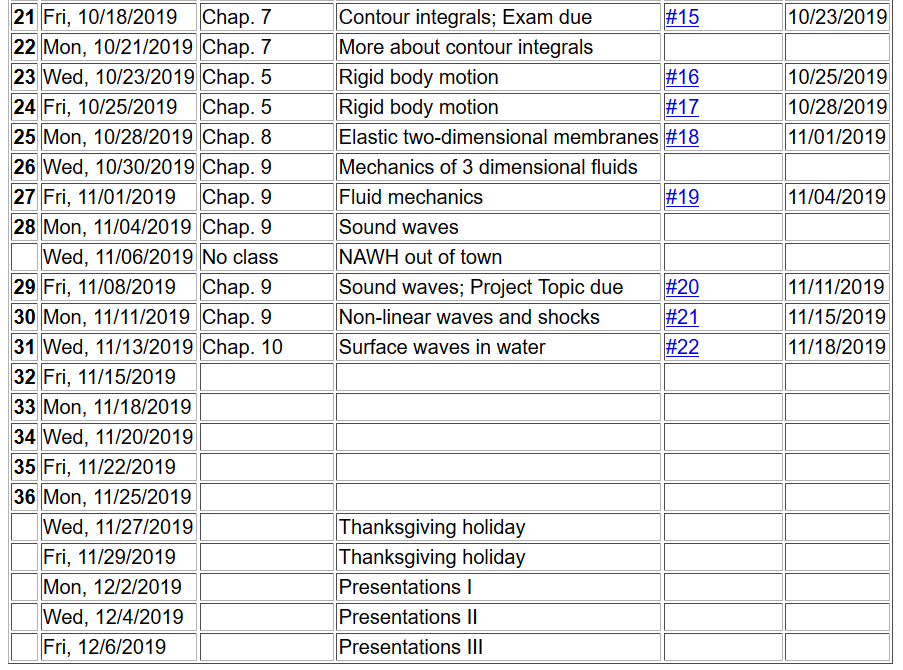 21 Fri, 10/18/2019 Chap. 7 Contour integrals; Exam due #15 10/23/2019
22 Mon, 10/21/2019 Chap. 7 More about contour integrals
23 Wed, 10/23/2019 Chap. 5 Rigid body motion #16 10/25/2019
24 Fri, 10/25/2019 Chap. 5 Rigid body motion #17 10/28/2019
25 Mon, 10/28/2019 Chap. 8 Elastic two-dimensional membranes #18 11/01/2019
26 Wed, 10/30/2019 Chap. 9 Mechanics of 3 dimensional fluids
27 Fri, 11/01/2019 Chap. 9 Fluid mechanics #19 11/04/2019
28 Mon, 11/04/2019 Chap. 9 Sound waves
Wed, 11/06/2019 No class NAWH out of town
29 Fri, 11/08/2019 Chap. 9 Sound waves; Project Topic due #20 11/11/2019
30 Mon, 11/11/2019 Chap. 9 Non-linear waves and shocks #21 11/15/2019
31 Wed, 11/13/2019 Chap. 10 Surface waves in water #22 11/18/2019
32 Fri, 11/15/2019
33 Mon, 11/18/2019
34 Wed, 11/20/2019
35 Fri, 11/22/2019
36 Mon, 11/25/2019
Wed, 11/27/2019 Thanksgiving holiday
Fri, 11/29/2019 Thanksgiving holiday
Mon, 12/2/2019 Presentations I
Wed, 12/4/2019 Presentations II
Fri, 12/6/2019 Presentations III